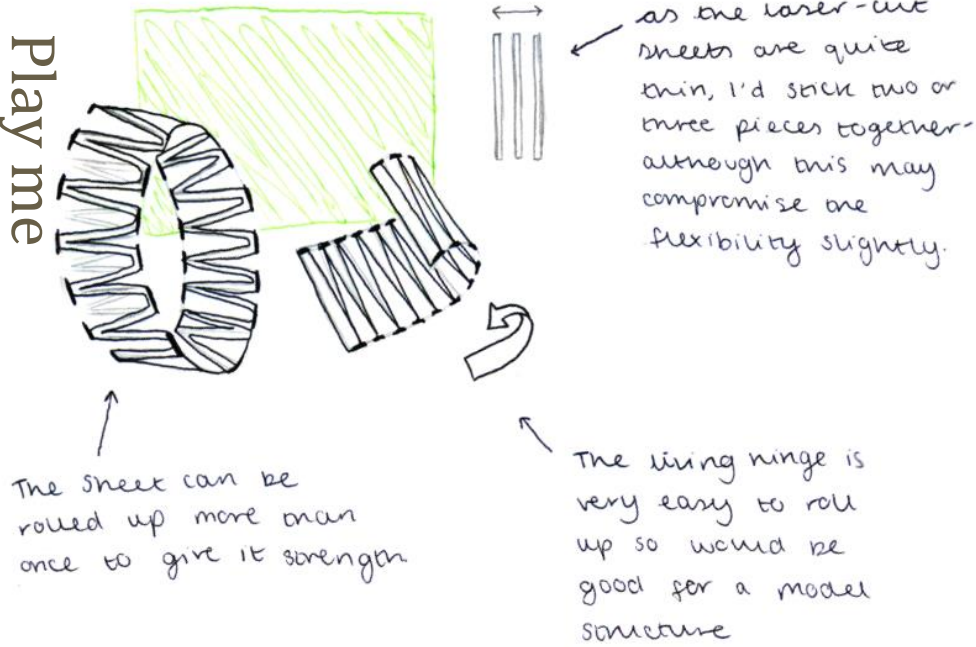 Play me
as the laser-cut
sheets are quite
thin, I'd stick two or
three pieces together-
although this may
compromise the
flexibility slightly.
The sheet can be
rolled up more than
once to give it strength.
The living hinge is
very easy to roll
up so would be
good for a model
structure